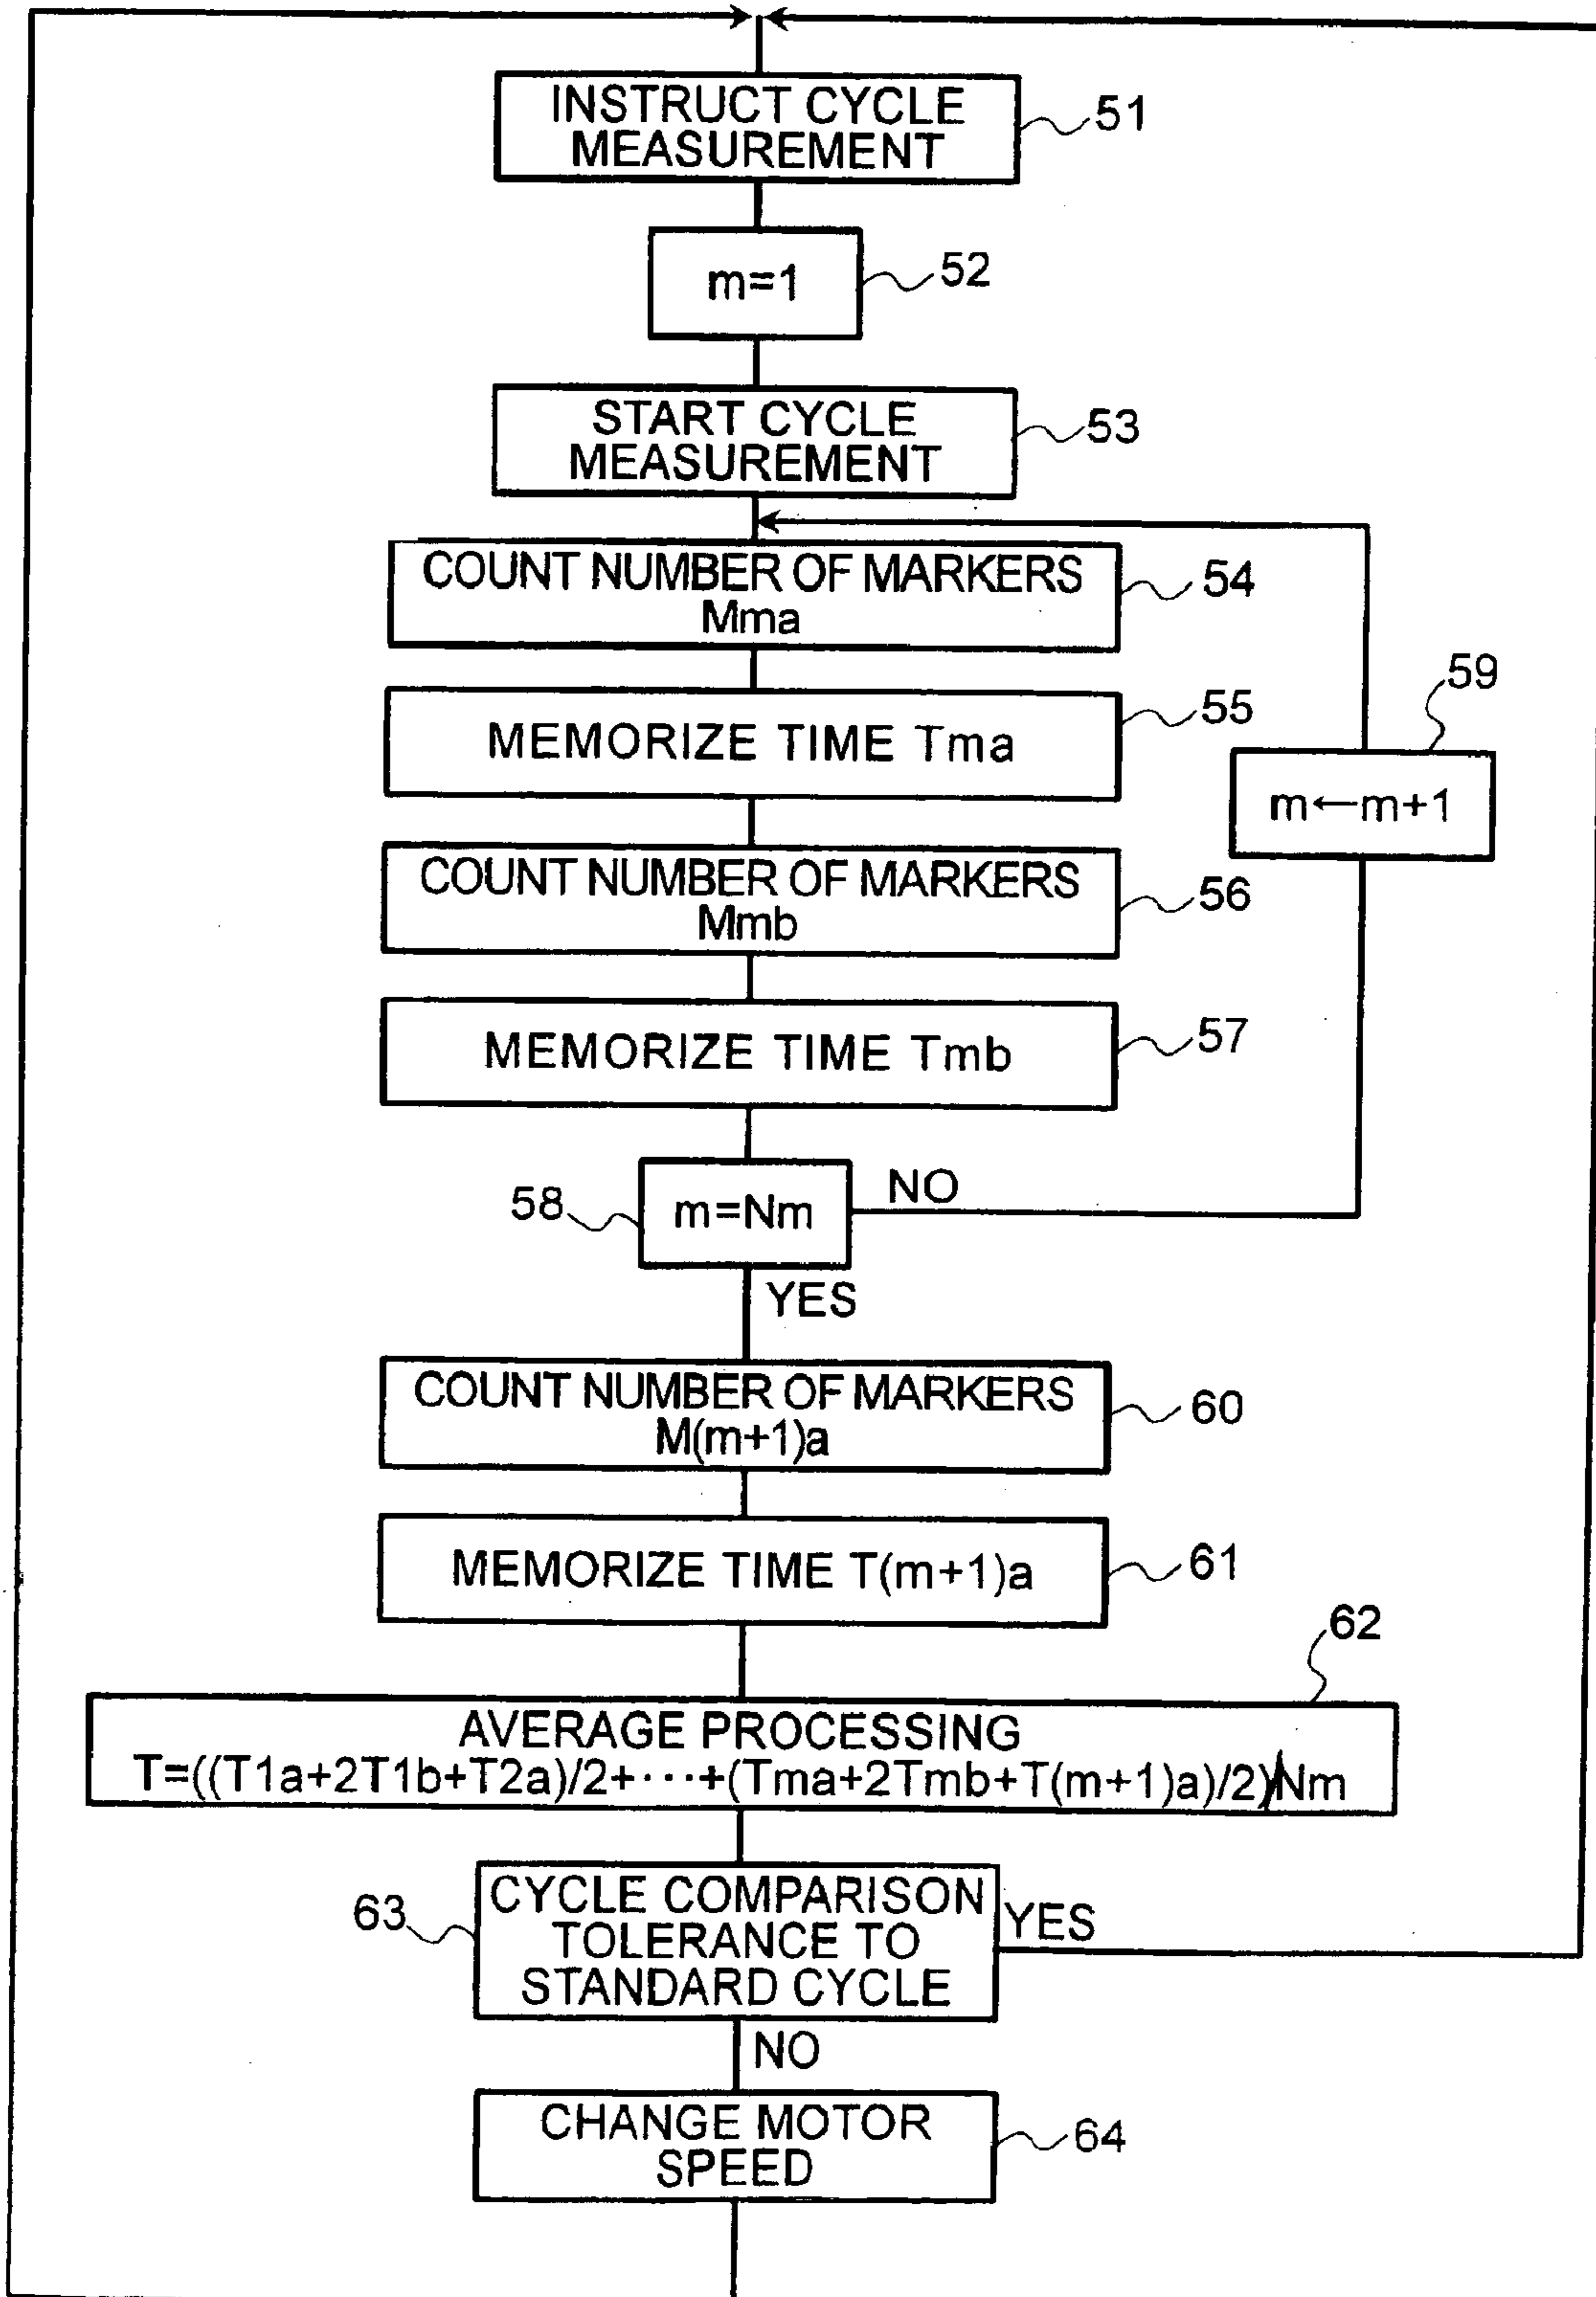 INSTRUCT CYCLE
MEASUREMENT
51
m=1
52
START CYCLE
MEASUREMENT
53
COUNT NUMBER OF MARKERS
Mma
54
MEMORIZE TIME Tma
55
59
m←m+1
COUNT NUMBER OF MARKERS
Mmb
56
MEMORIZE TIME Tmb
57
58
m=Nm
NO
YES
COUNT NUMBER OF MARKERS
M(m+1)a
60
MEMORIZE TIME T(m+1)a
61
62
AVERAGE PROCESSING
T=((T1a+2T1b+T2a)/2+····+(Tma+2Tmb+T(m+1)a)/2)/Nm
63
CYCLE COMPARISON
TOLERANCE TO
STANDARD CYCLE
YES
NO
CHANGE MOTOR
SPEED
64